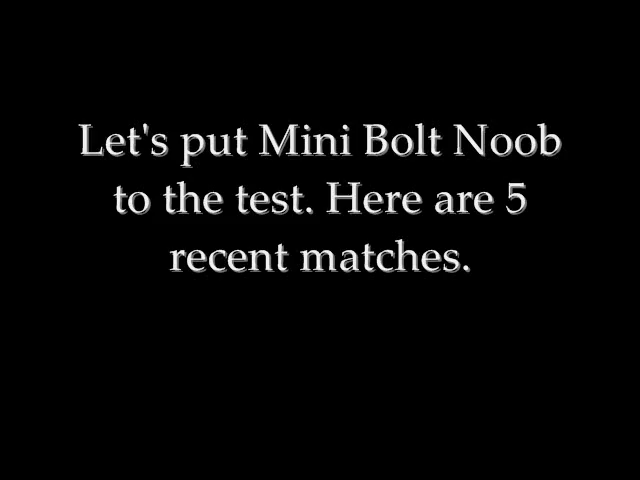 Let's put Mini Bolt Noob
to the test. Here are 5
recent matches.